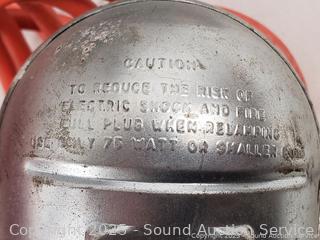 CAUTION
TO REDUCE THE RISK OF
ELECTRIC SHOCK AND FIRE
PULL PLUG WHEN RELAMPING
USE ONLY 75 WATT OR SMALLER
Copyright 2025 - Sound Auction Service